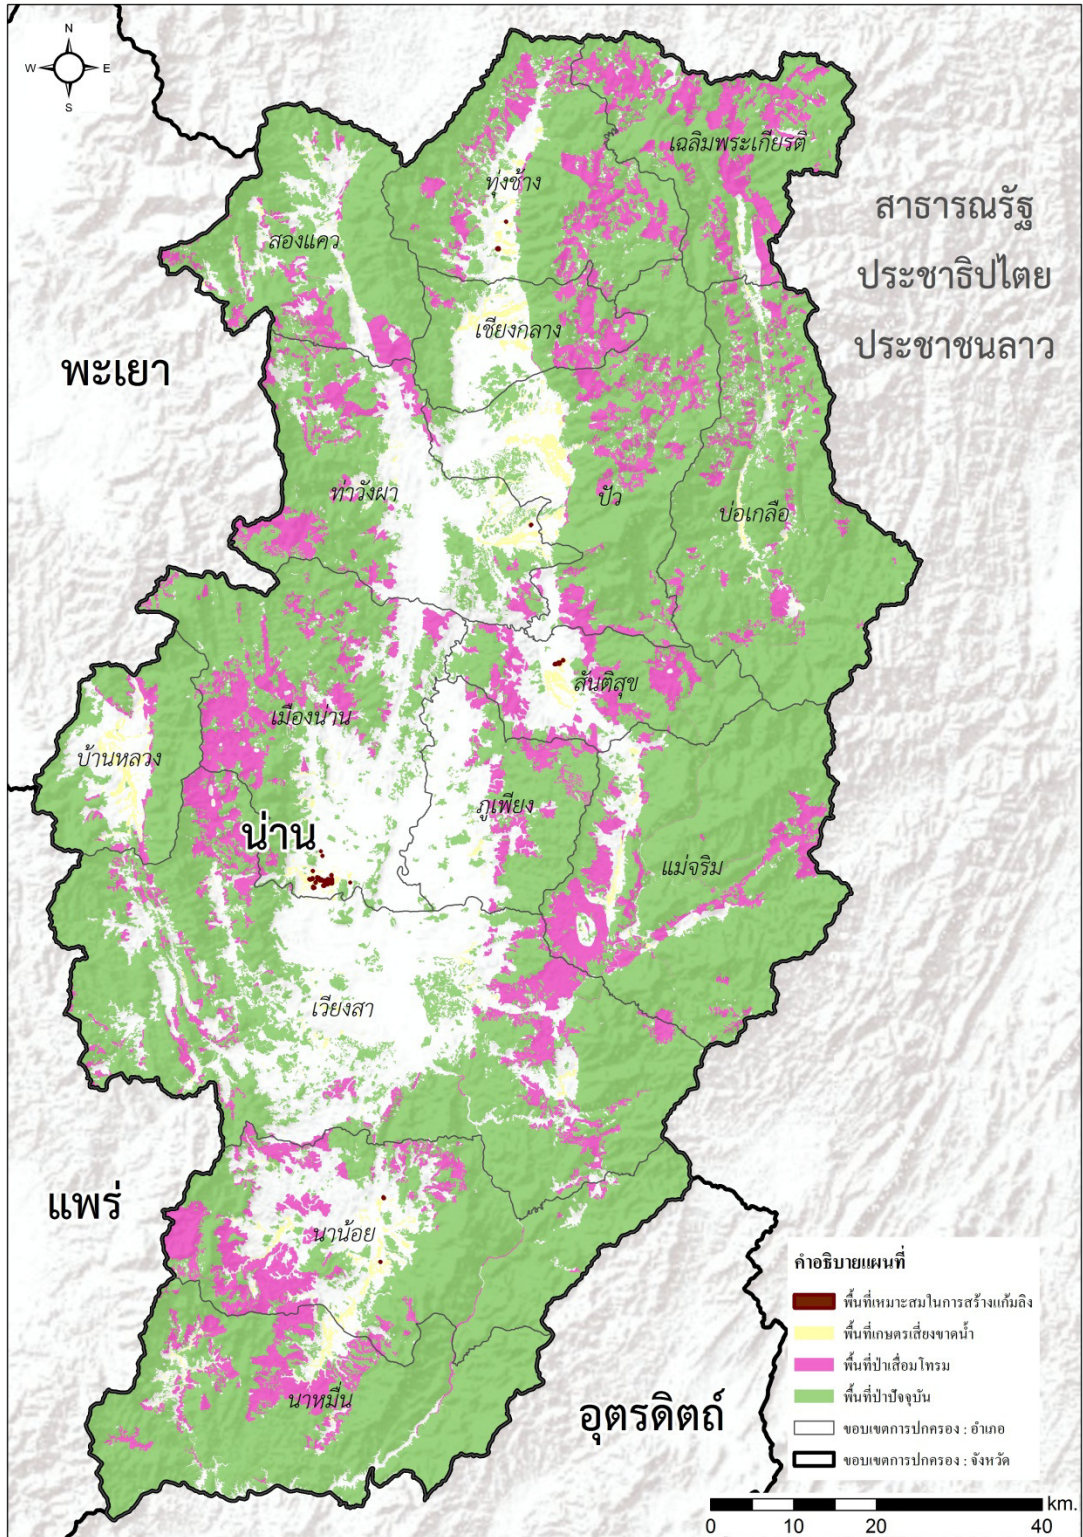 N
W E
S
เฉลิมพระเกียรติ
ทุ่งช้าง
สาธารณรัฐ
ประชาธิปไตย
ประชาชนลาว
สองแคว
เชียงกลาง
พะเยา
ท่าวังผา
ปัว
บ่อเกลือ
สันติสุข
เมืองน่าน
บ้านหลวง
ภูเพียง
น่าน
แม่จริม
เวียงสา
แพร่
นาน้อย
นาหมื่น
อุตรดิตถ์
คำอธิบายแผนที่
พื้นที่เหมาะสมในการสร้างแก้มลิง
พื้นที่เกษตรเสี่ยงขาดน้ำ
พื้นที่ป่าเสื่อมโทรม
พื้นที่ป่าปัจจุบัน
ขอบเขตการปกครอง : อำเภอ
ขอบเขตการปกครอง : จังหวัด
km.
0 10 20 40